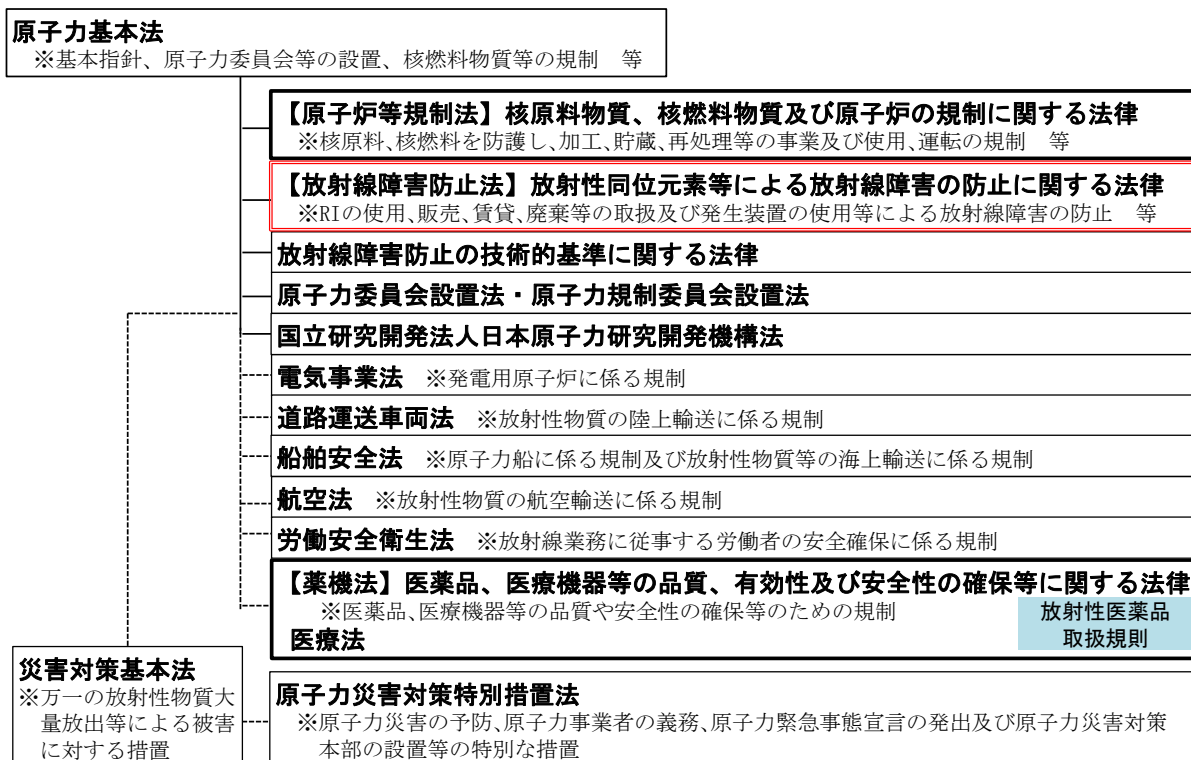 原子力基本法
※基本指針、原子力委員会等の設置、核燃料物質等の規制　等
【原子炉等規制法】核原料物質、核燃料物質及び原子炉の規制に関する法律
※核原料、核燃料を防護し、加工、貯蔵、再処理等の事業及び使用、運転の規制　等
【放射線障害防止法】放射性同位元素等による放射線障害の防止に関する法律
※RIの使用、販売、賃貸、廃棄等の取扱及び発生装置の使用等による放射線障害の防止　等
放射線障害防止の技術的基準に関する法律
原子力委員会設置法・原子力規制委員会設置法
国立研究開発法人日本原子力研究開発機構法
電気事業法　※発電用原子炉に係る規制
道路運送車両法　※放射性物質の陸上輸送に係る規制
船舶安全法　※原子力船に係る規制及び放射性物質等の海上輸送に係る規制
航空法　※放射性物質の航空輸送に係る規制
労働安全衛生法　※放射線業務に従事する労働者の安全確保に係る規制
【薬機法】医薬品、医療機器等の品質、有効性及び安全性の確保等に関する法律
※医薬品、医療機器等の品質や安全性の確保等のための規制
医療法
放射性医薬品
取扱規則
災害対策基本法
※万一の放射性物質大
量放出等による被害
に対する措置
原子力災害対策特別措置法
※原子力災害の予防、原子力事業者の義務、原子力緊急事態宣言の発出及び原子力災害対策
本部の設置等の特別な措置